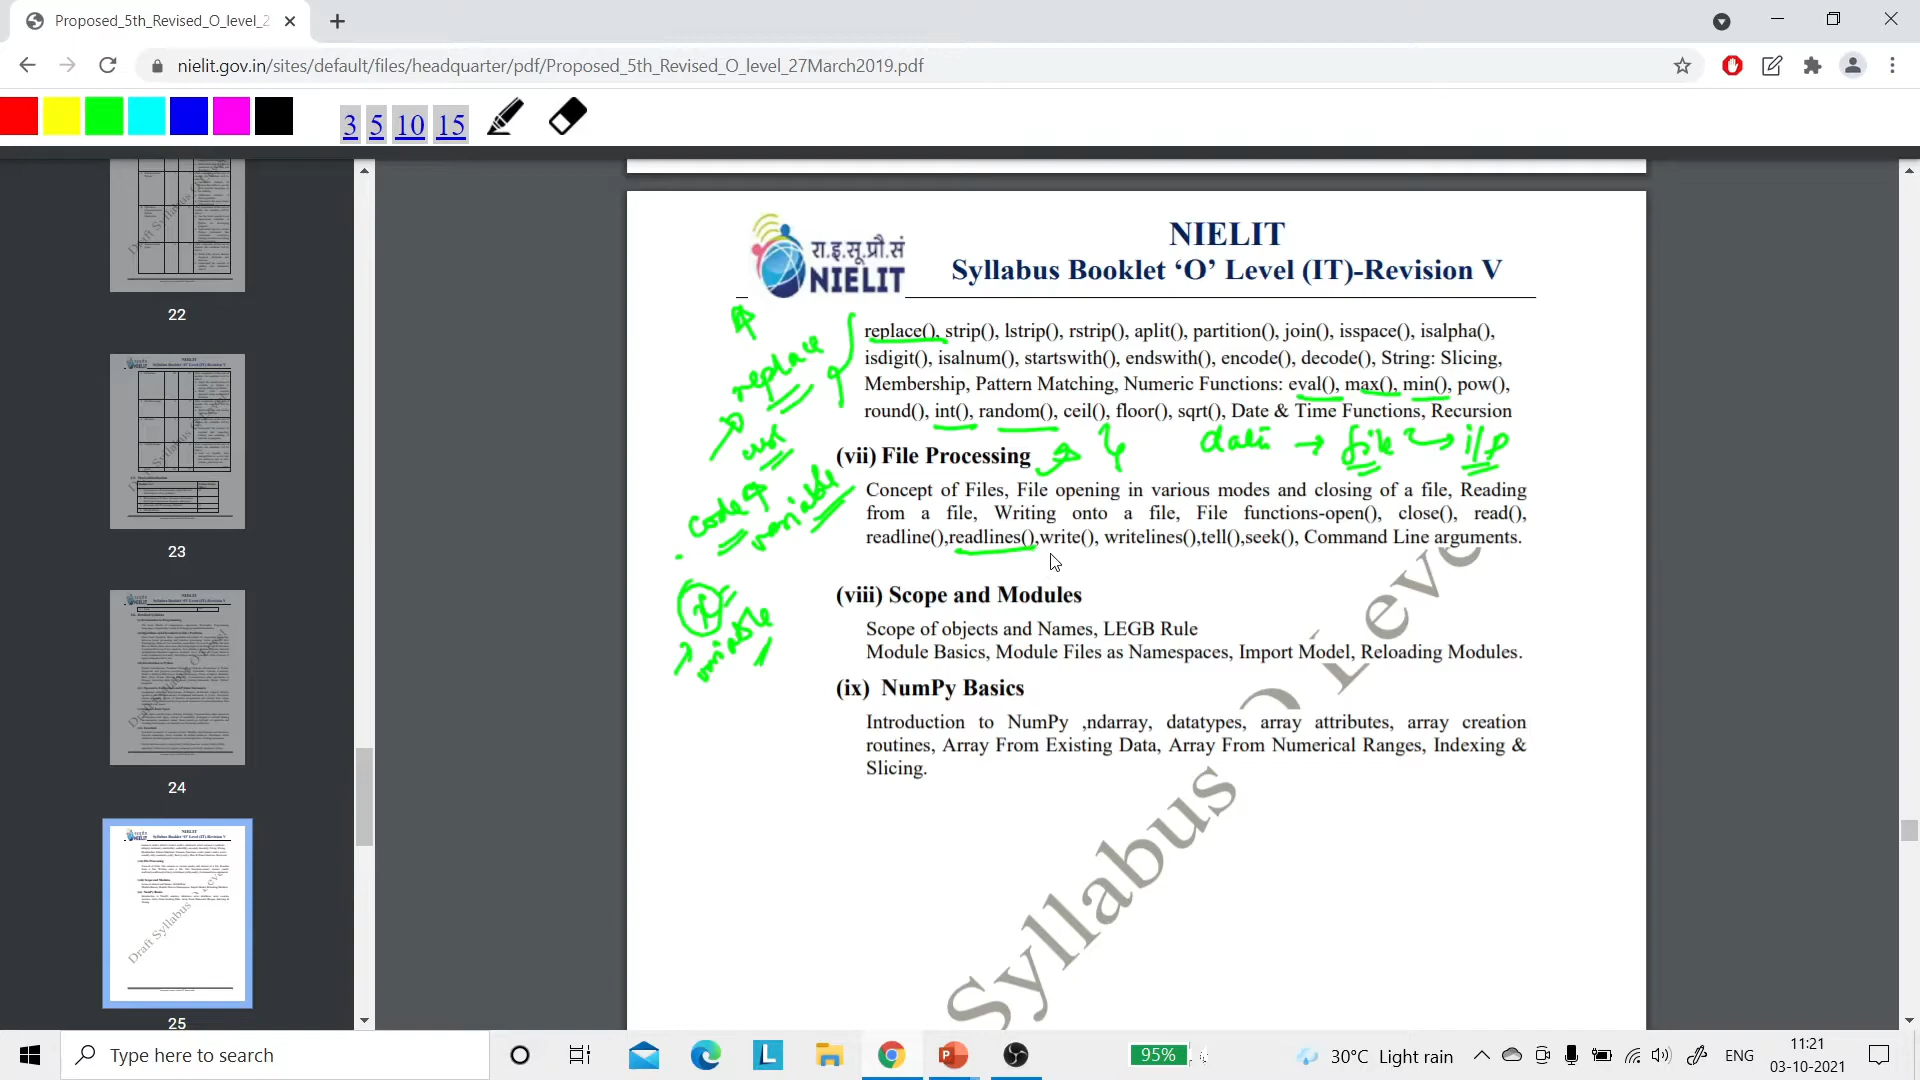 Proposed_5th_Revised_O_level_2
nielit.gov.in/sites/default/files/headquarter/pdf/Proposed_5th_Revised_O_level_27March2019.pdf
3 5 10 15
22
23
24
25
रा.इ.सू.प्रौ.सं
NIELIT
NIELIT
Syllabus Booklet ‘O’ Level (IT)-Revision V
replace(), strip(), lstrip(), rstrip(), aplit(), partition(), join(), isspace(), isalpha(),
isdigit(), isalnum(), startswith(), endswith(), encode(), decode(), String: Slicing,
Membership, Pattern Matching, Numeric Functions: eval(), max(), min(), pow(),
round(), int(), random(), ceil(), floor(), sqrt(), Date & Time Functions, Recursion
replace
code
variable
x
variable
data → file → i/p
(vii) File Processing
Concept of Files, File opening in various modes and closing of a file, Reading
from a file, Writing onto a file, File functions-open(), close(), read(),
readline(),readlines(),write(), writelines(),tell(),seek(), Command Line arguments.
(viii) Scope and Modules
Scope of objects and Names, LEGB Rule
Module Basics, Module Files as Namespaces, Import Model, Reloading Modules.
(ix) NumPy Basics
Introduction to NumPy ,ndarray, datatypes, array attributes, array creation
routines, Array From Existing Data, Array From Numerical Ranges, Indexing &
Slicing.
Syllabus O Leve
Type here to search
95%
30°C Light rain
ENG
11:21
03-10-2021